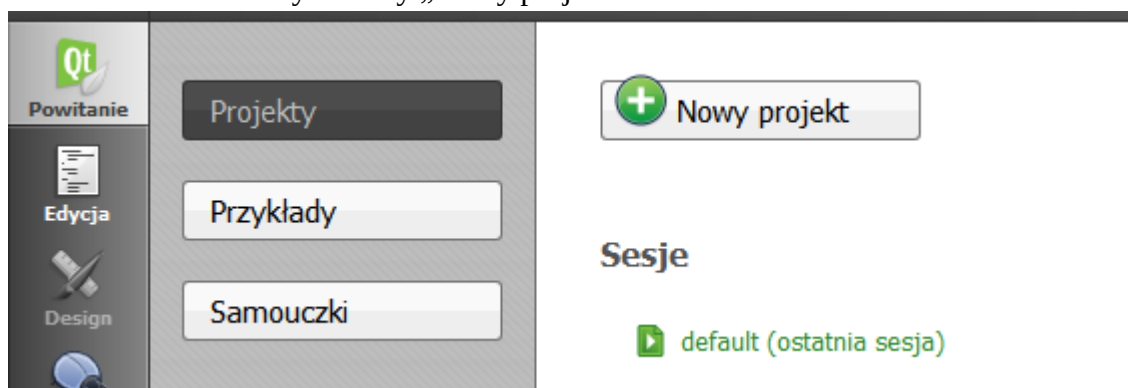 Qt
Powitanie
Edycja
Design
Projekty
Przykłady
Samouczki
Nowy projekt
Sesje
default (ostatnia sesja)